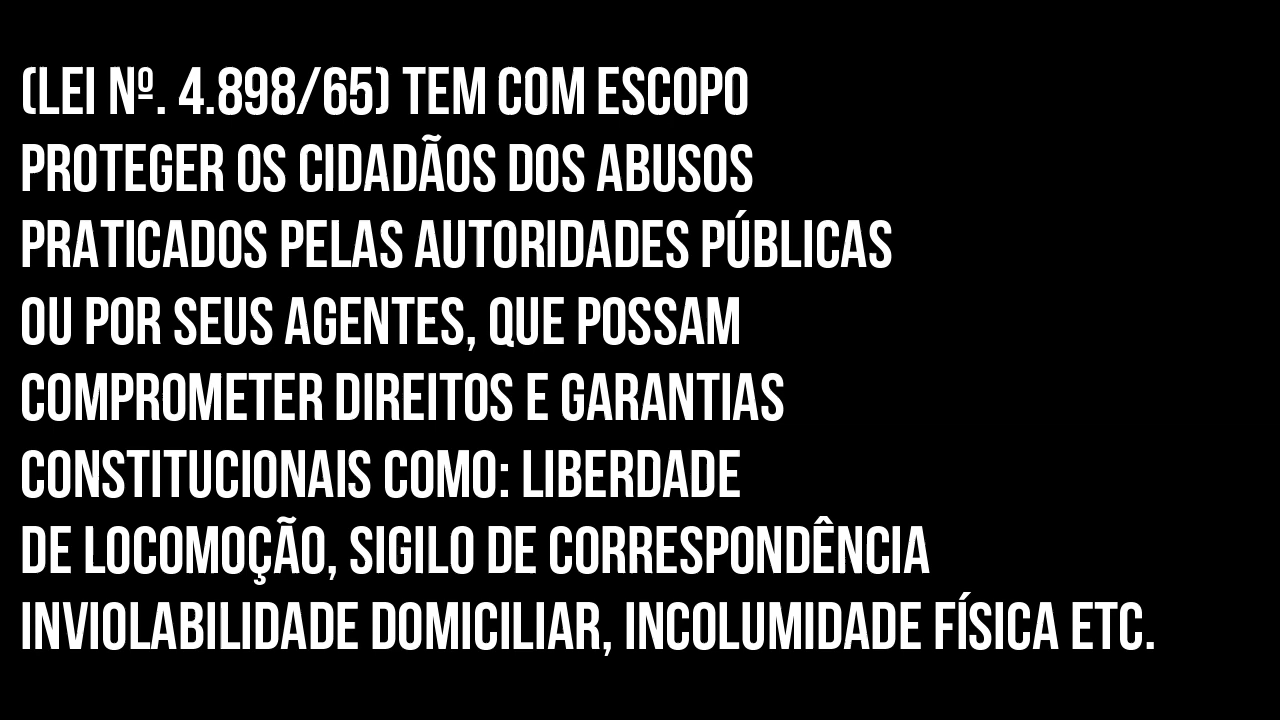 (LEI Nº. 4.898/65) TEM COM ESCOPO
PROTEGER OS CIDADÃOS DOS ABUSOS
PRATICADOS PELAS AUTORIDADES PÚBLICAS
OU POR SEUS AGENTES, QUE POSSAM
COMPROMETER DIREITOS E GARANTIAS
CONSTITUCIONAIS COMO: LIBERDADE
DE LOCOMOÇÃO, SIGILO DE CORRESPONDÊNCIA
INVIOLABILIDADE DOMICILIAR, INCOLUMIDADE FÍSICA ETC.